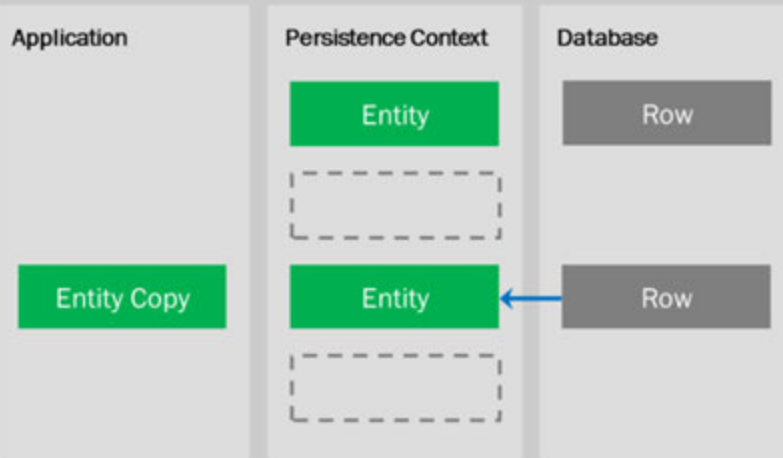 Application
Persistence Context
Database
Entity
Row
Entity Copy
Entity
Row